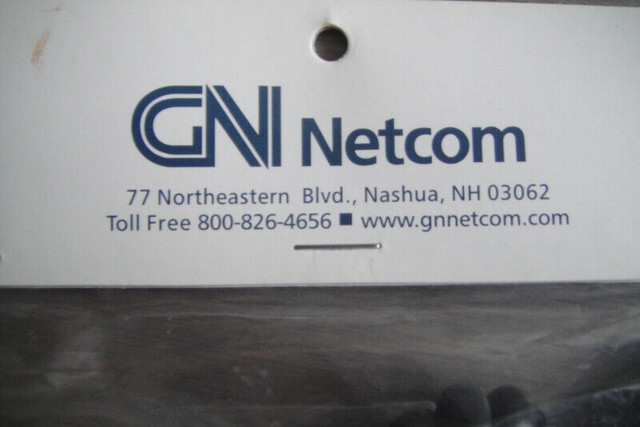 GN Netcom
77 Northeastern Blvd., Nashua, NH 03062
Toll Free 800-826-4656 ■ www.gnnetcom.com